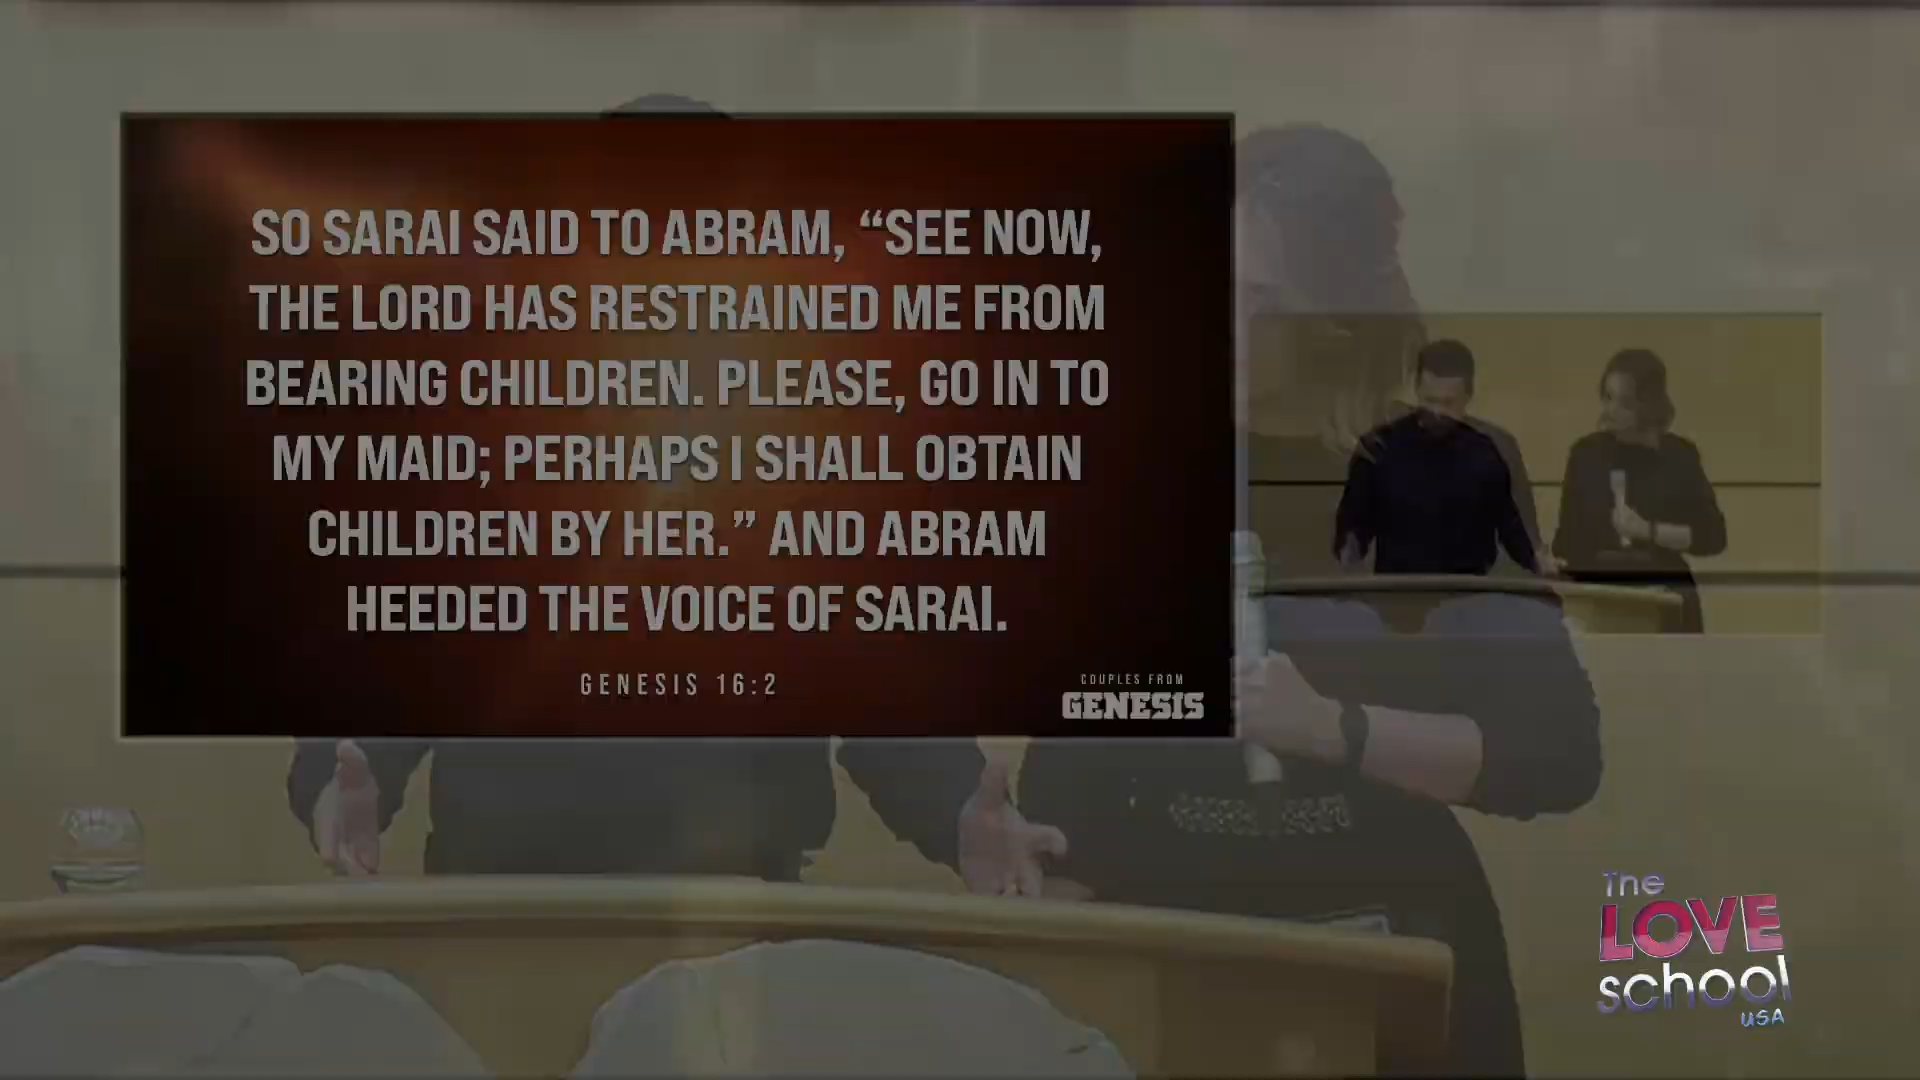 SO SARAI SAID TO ABRAM, “SEE NOW,
THE LORD HAS RESTRAINED ME FROM
BEARING CHILDREN. PLEASE, GO IN TO
MY MAID; PERHAPS I SHALL OBTAIN
CHILDREN BY HER.” AND ABRAM
HEEDED THE VOICE OF SARAI.
GENESIS 16:2
COUPLES FROM
GENESIS
The
LOVE
school
USA